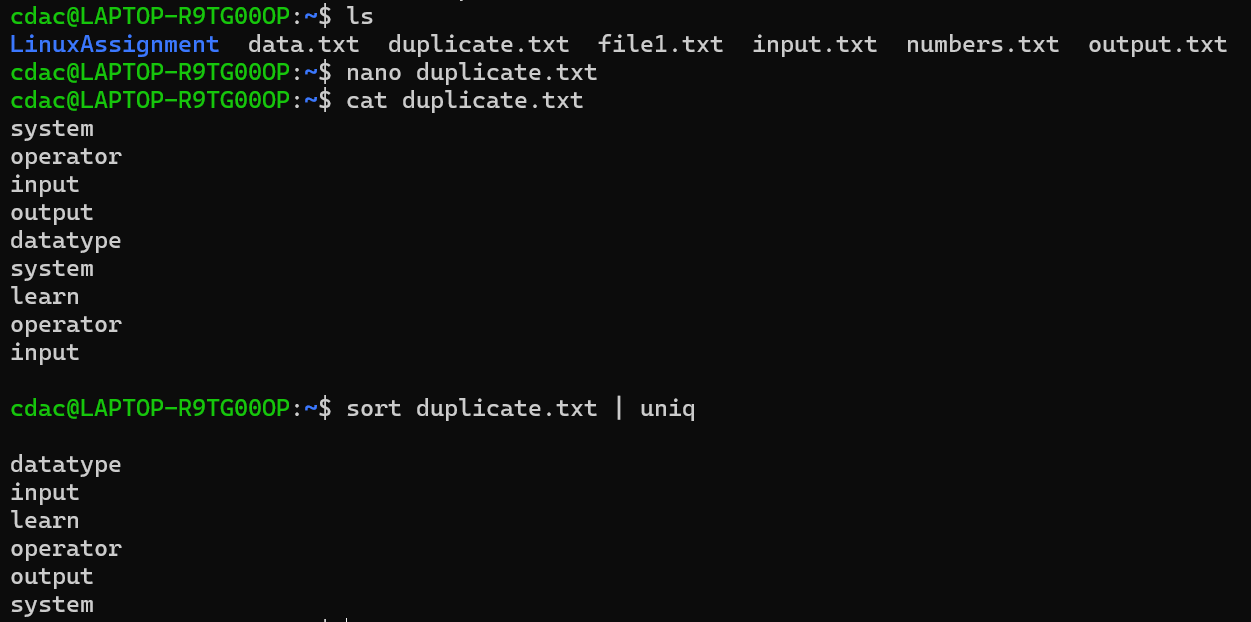 cdac@LAPTOP-R9TG00OP:~$ ls
LinuxAssignment  data.txt  duplicate.txt  file1.txt  input.txt  numbers.txt  output.txt
cdac@LAPTOP-R9TG00OP:~$ nano duplicate.txt
cdac@LAPTOP-R9TG00OP:~$ cat duplicate.txt
system
operator
input
output
datatype
system
learn
operator
input
cdac@LAPTOP-R9TG00OP:~$ sort duplicate.txt | uniq
datatype
input
learn
operator
output
system